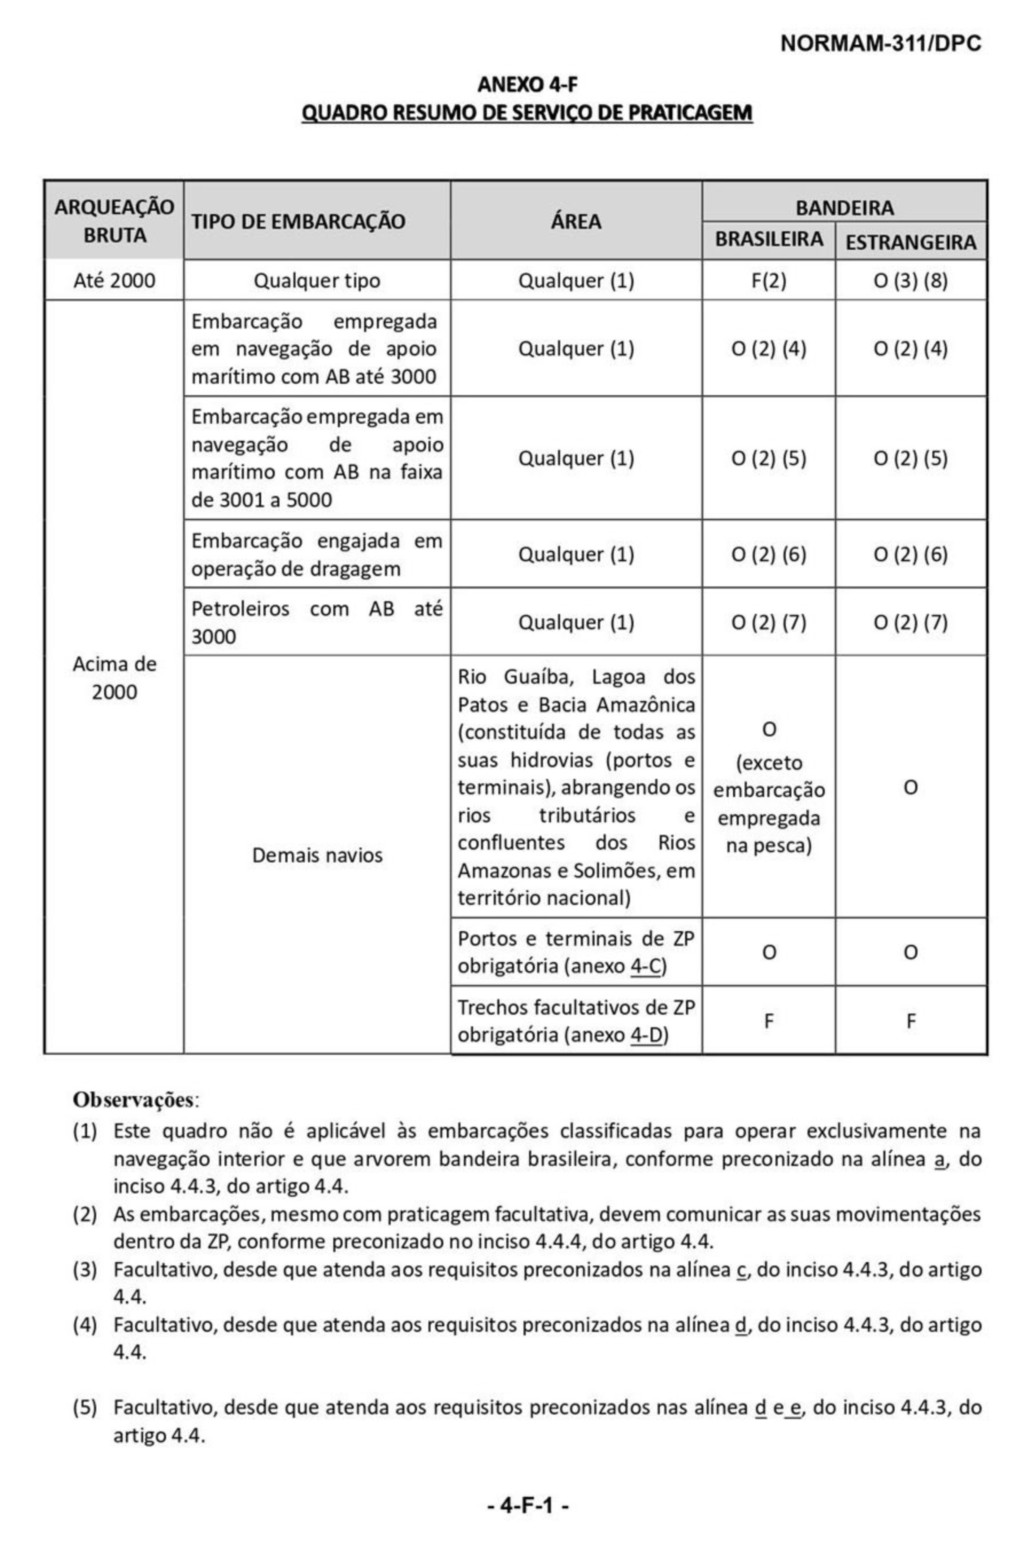 NORMAM-311/DPC
ANEXO 4-F
QUADRO RESUMO DE SERVIÇO DE PRATICAGEM
ARQUEAÇÃO
BRUTA
TIPO DE EMBARCAÇÃO
ÁREA
BANDEIRA
BRASILEIRA
ESTRANGEIRA
Até 2000
Qualquer tipo
Qualquer (1)
F(2)
O (3) (8)
Acima de
2000
Embarcação empregada
em navegação de apoio
marítimo com AB até 3000
Qualquer (1)
O (2) (4)
O (2) (4)
Embarcação empregada em
navegação de apoio
marítimo com AB na faixa
de 3001 a 5000
Qualquer (1)
O (2) (5)
O (2) (5)
Embarcação engajada em
operação de dragagem
Qualquer (1)
O (2) (6)
O (2) (6)
Petroleiros com AB até
3000
Qualquer (1)
O (2) (7)
O (2) (7)
Demais navios
Rio Guaíba, Lagoa dos
Patos e Bacia Amazônica
(constituída de todas as
suas hidrovias (portos e
terminais), abrangendo os
rios tributários e
confluentes dos Rios
Amazonas e Solimões, em
território nacional)
O
(exceto
embarcação
empregada
na pesca)
O
Portos e terminais de ZP
obrigatória (anexo 4-C)
O
O
Trechos facultativos de ZP
obrigatória (anexo 4-D)
F
F
Observações:
(1) Este quadro não é aplicável às embarcações classificadas para operar exclusivamente na
navegação interior e que arvorem bandeira brasileira, conforme preconizado na alínea a, do
inciso 4.4.3, do artigo 4.4.
(2) As embarcações, mesmo com praticagem facultativa, devem comunicar as suas movimentações
dentro da ZP, conforme preconizado no inciso 4.4.4, do artigo 4.4.
(3) Facultativo, desde que atenda aos requisitos preconizados na alínea c, do inciso 4.4.3, do artigo
4.4.
(4) Facultativo, desde que atenda aos requisitos preconizados na alínea d, do inciso 4.4.3, do artigo
4.4.
(5) Facultativo, desde que atenda aos requisitos preconizados nas alínea d e e, do inciso 4.4.3, do
artigo 4.4.
- 4-F-1 -